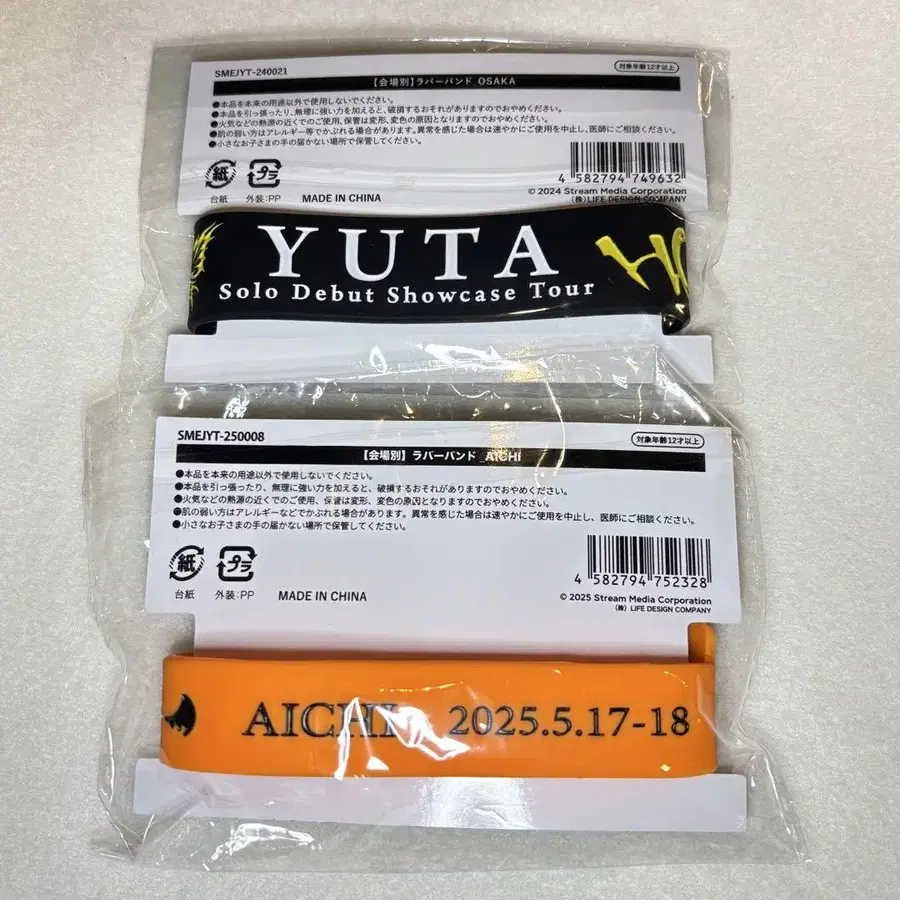 SMEJYT-240021
対象年齢12才以上
【会場別】ラバーバンド OSAKA
●本品を本来の用途以外で使用しないでください。
●本品を引っ張ったり、無理に強い力を加えると、破損するおそれがありますのでおやめください。
●火気などの熱源の近くでのご使用、保管は変形、変色の原因となりますのでおやめください。
●肌の弱い方はアレルギー等でかぶれる場合があります。異常を感じた場合は速やかにご使用を中止し、医師にご相談ください。
●小さなお子さまの手の届かない場所で保管してください。
紙 プラ
台紙 外装:PP MADE IN CHINA
4 582794 749632
© 2024 Stream Media Corporation
(株)LIFE DESIGN COMPANY
YUTA
Solo Debut Showcase Tour
SMEJYT-250008
対象年齢12才以上
【会場別】ラバーバンド AICHI
●本品を本来の用途以外で使用しないでください。
●本品を引っ張ったり、無理に強い力を加えると、破損するおそれがありますのでおやめください。
●火気などの熱源の近くでのご使用、保管は変形、変色の原因となりますのでおやめください。
●肌の弱い方はアレルギーなどでかぶれる場合があります。異常を感じた場合は速やかにご使用を中止し、医師にご相談ください。
●小さなお子さまの手の届かない場所で保管してください。
紙 プラ
台紙 外装:PP MADE IN CHINA
4 582794 752328
© 2025 Stream Media Corporation
(株) LIFE DESIGN COMPANY
AICHI 2025.5.17-18